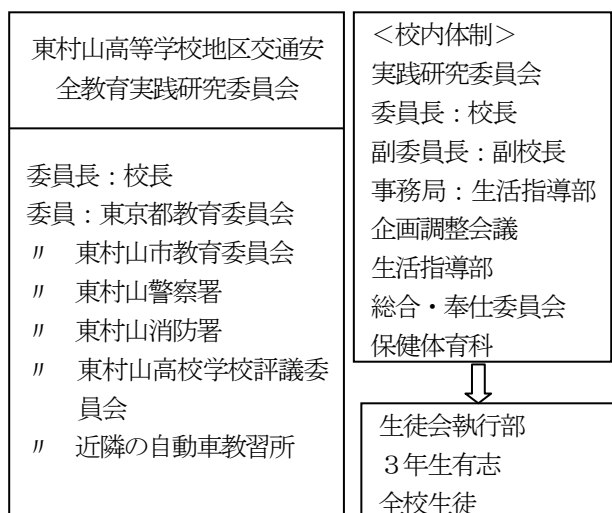 東村山高等学校地区交通安
全教育実践研究委員会
委員長：校長
委員：東京都教育委員会
〃　東村山市教育委員会
〃　東村山警察署
〃　東村山消防署
〃　東村山高校学校評議委
員会
〃　近隣の自動車教習所
＜校内体制＞
実践研究委員会
委員長：校長
副委員長：副校長
事務局：生活指導部
企画調整会議
生活指導部
総合・奉仕委員会
保健体育科
生徒会執行部
３年生有志
全校生徒